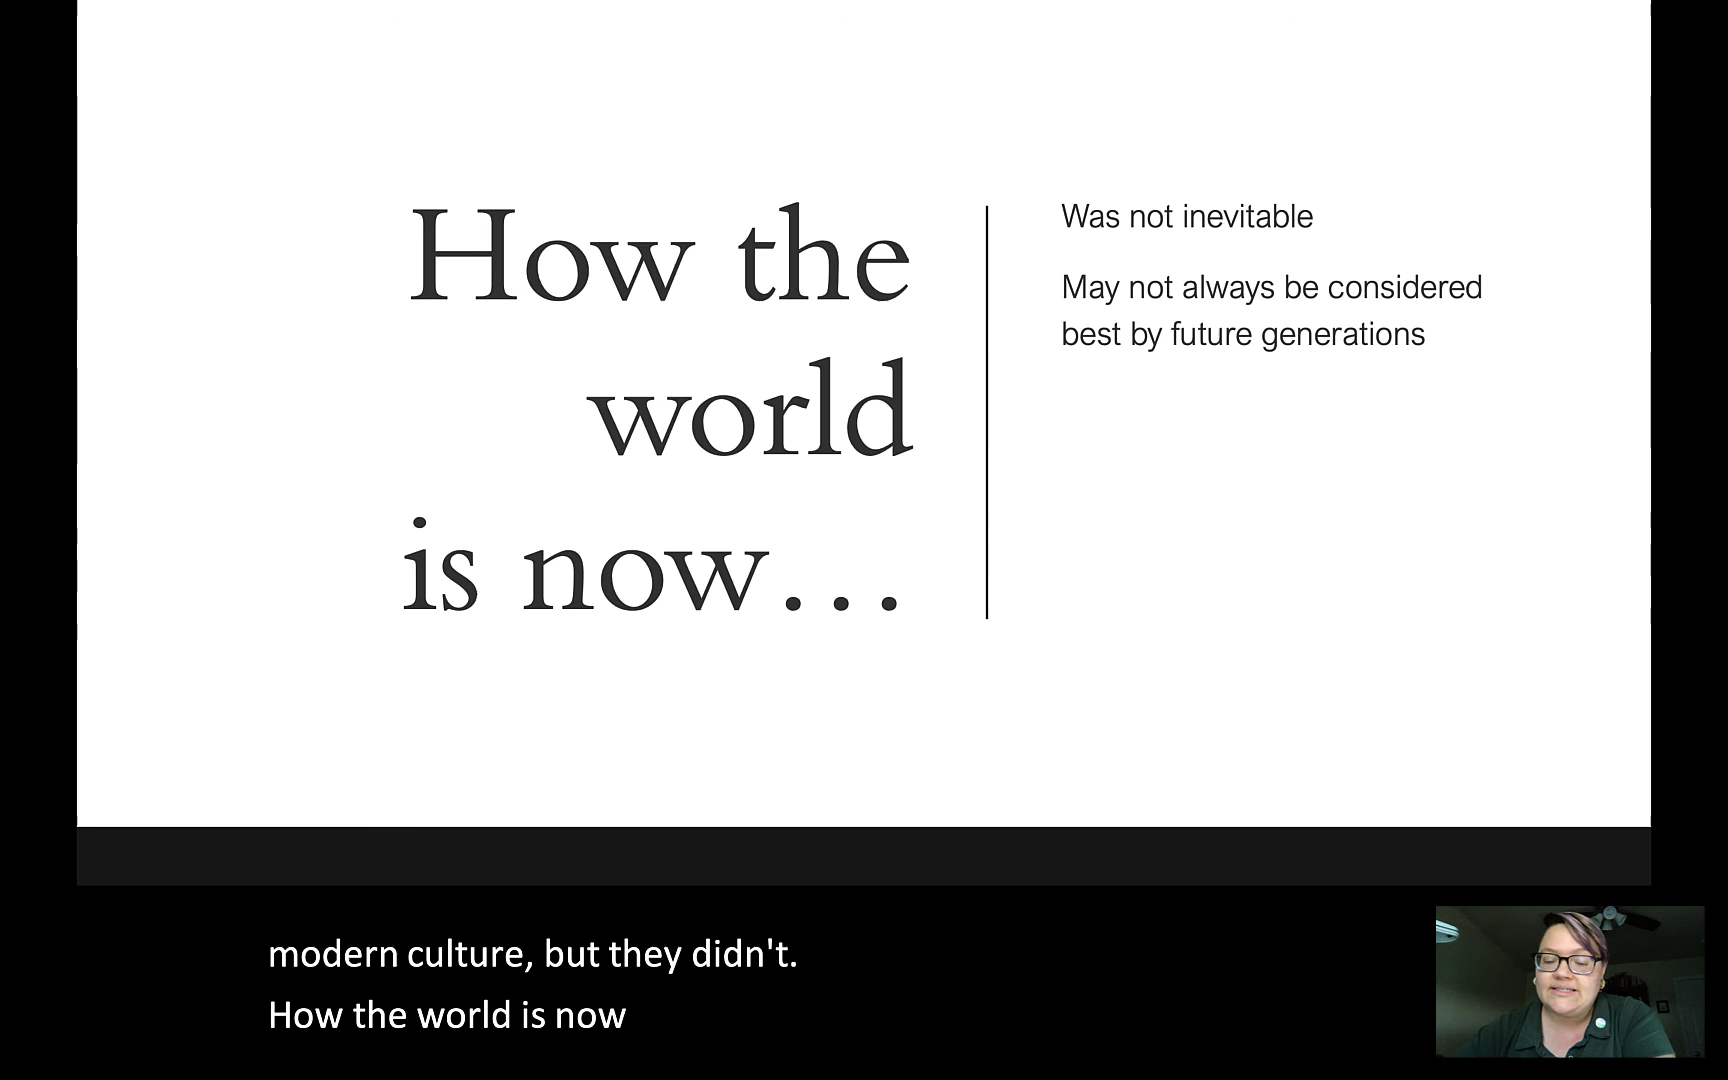 How the
world
is now...
Was not inevitable
May not always be considered
best by future generations
modern culture, but they didn't.
How the world is now